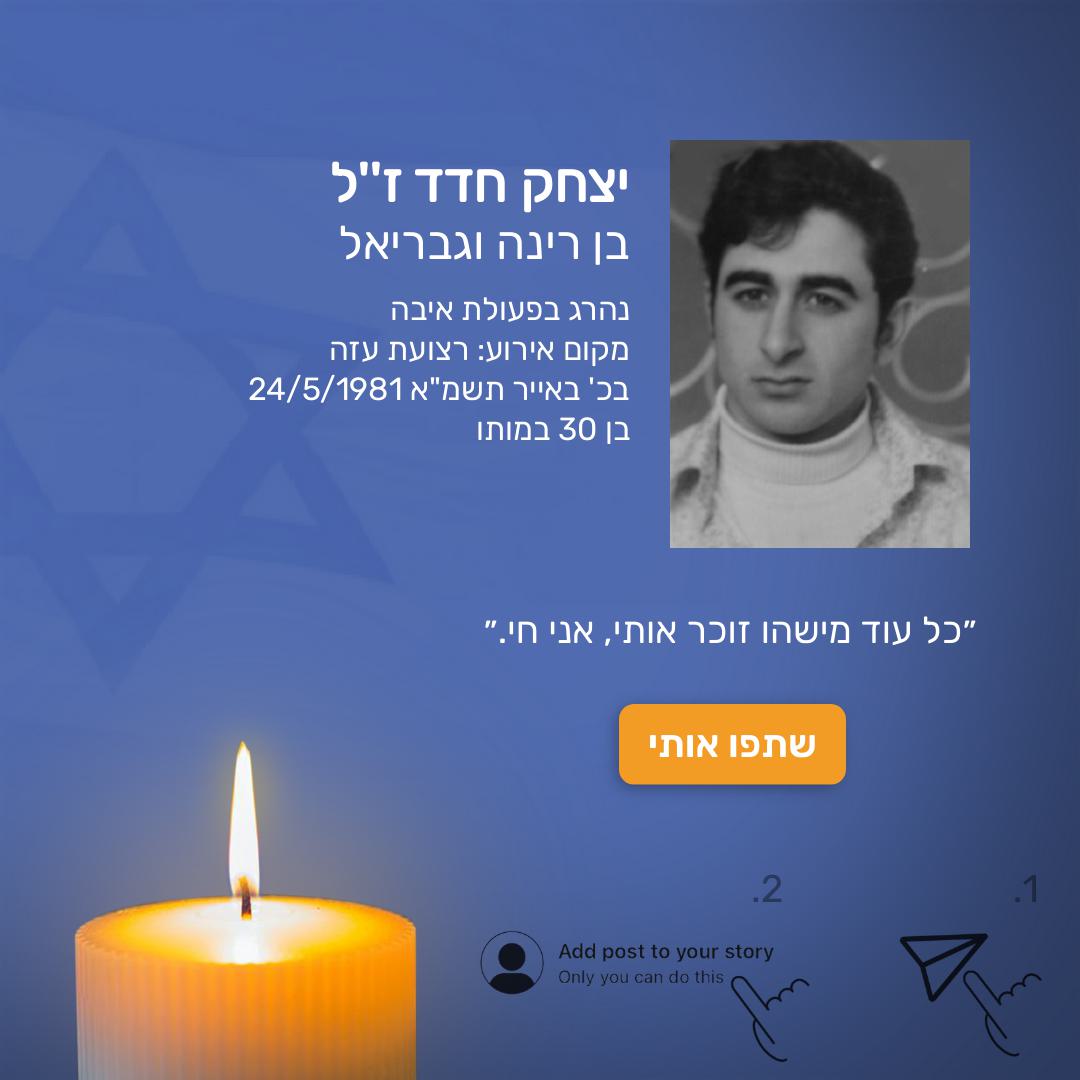 יצחק חדד ז"ל
בן רינה וגבריאל
נהרג בפעולת איבה
מקום אירוע: רצועת עזה
בכ' באייר תשמ"א 24/5/1981
בן 30 במותו
״כל עוד מישהו זוכר אותי, אני חי.״
שתפו אותי
1.
2.
Add post to your story
Only you can do this